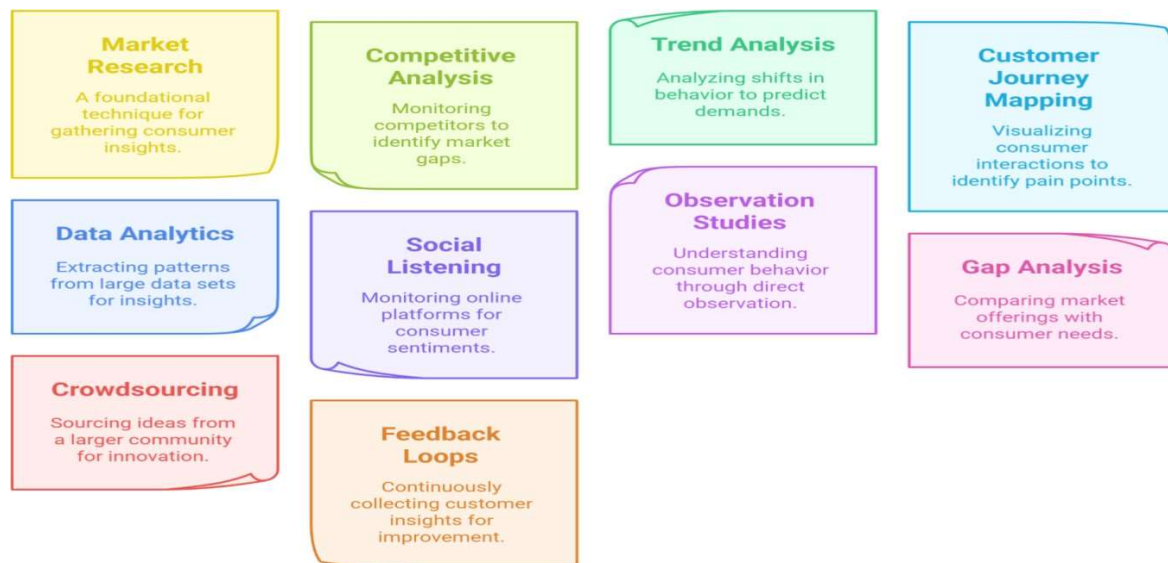 Market
Research
A foundational
technique for
gathering consumer
insights.
Competitive
Analysis
Monitoring
competitors to
identify market
gaps.
Trend Analysis
Analyzing shifts in
behavior to predict
demands.
Customer
Journey
Mapping
Visualizing
consumer
interactions to
identify pain points.
Data Analytics
Extracting patterns
from large data sets
for insights.
Social
Listening
Monitoring online
platforms for
consumer
sentiments.
Observation
Studies
Understanding
consumer behavior
through direct
observation.
Gap Analysis
Comparing market
offerings with
consumer needs.
Crowdsourcing
Sourcing ideas from
a larger community
for innovation.
Feedback
Loops
Continuously
collecting customer
insights for
improvement.